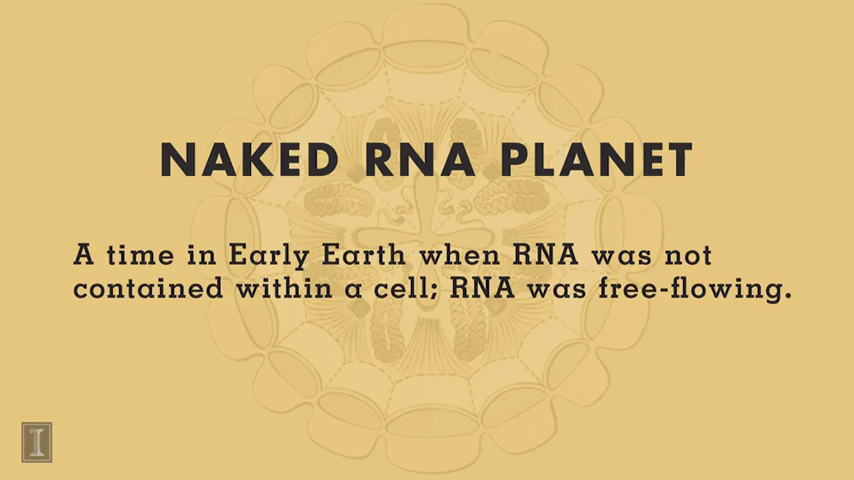 NAKED RNA PLANET
A time in Early Earth when RNA was not
contained within a cell; RNA was free-flowing.
I